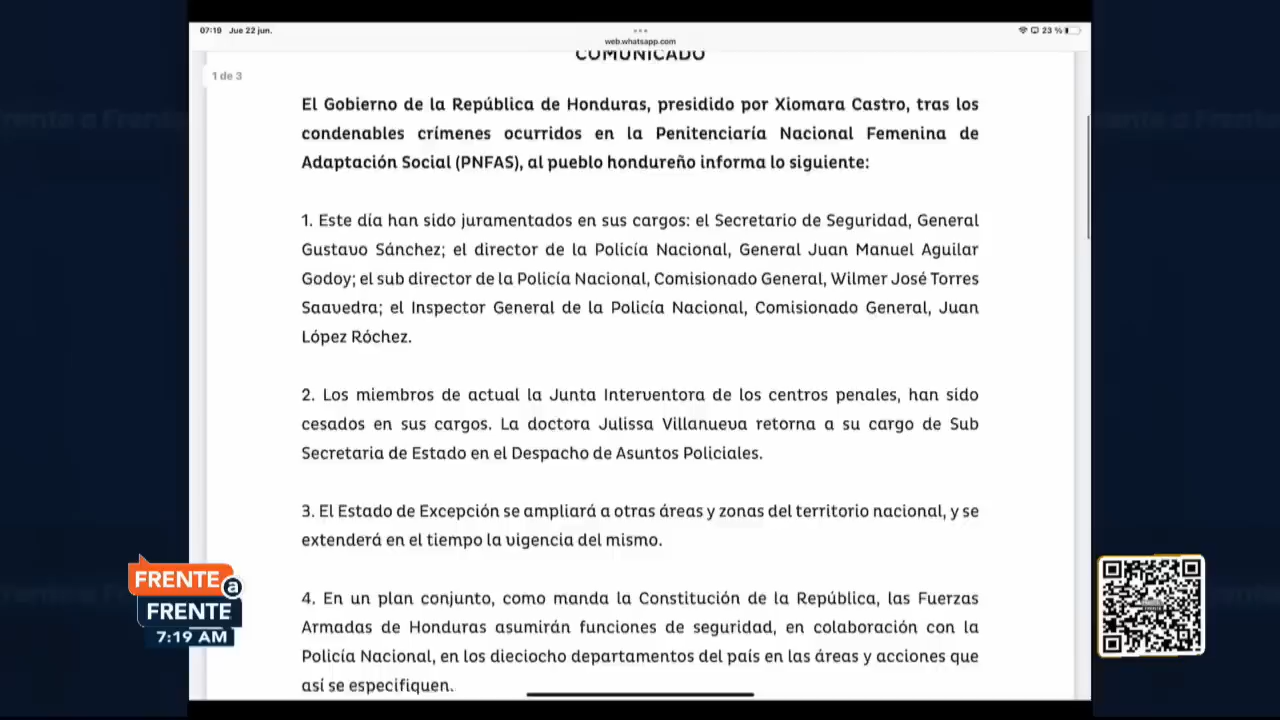 07:19 Jue 22 jun.
web.whatsapp.com
23 %
COMUNICADO
1 de 3
El Gobierno de la República de Honduras, presidido por Xiomara Castro, tras los
condenables crímenes ocurridos en la Penitenciaría Nacional Femenina de
Adaptación Social (PNFAS), al pueblo hondureño informa lo siguiente:
1. Este día han sido juramentados en sus cargos: el Secretario de Seguridad, General
Gustavo Sánchez; el director de la Policía Nacional, General Juan Manuel Aguilar
Godoy; el sub director de la Policía Nacional, Comisionado General, Wilmer José Torres
Saavedra; el Inspector General de la Policía Nacional, Comisionado General, Juan
López Róchez.
2. Los miembros de actual la Junta Interventora de los centros penales, han sido
cesados en sus cargos. La doctora Julissa Villanueva retorna a su cargo de Sub
Secretaria de Estado en el Despacho de Asuntos Policiales.
3. El Estado de Excepción se ampliará a otras áreas y zonas del territorio nacional, y se
extenderá en el tiempo la vigencia del mismo.
4. En un plan conjunto, como manda la Constitución de la República, las Fuerzas
Armadas de Honduras asumirán funciones de seguridad, en colaboración con la
Policía Nacional, en los dieciocho departamentos del país en las áreas y acciones que
así se especifiquen.
FRENTE a
FRENTE
7:19 AM